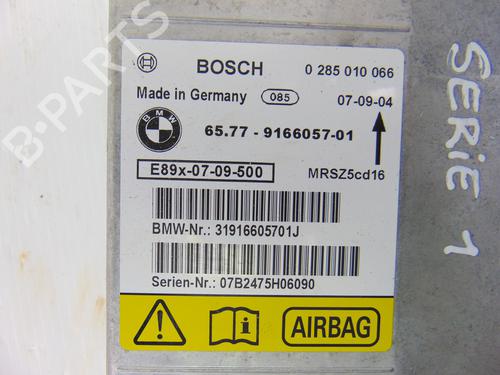 BOSCH 0 285 010 066
Made in Germany 085 07-09-04
BMW 65.77 - 9166057-01
E89x-07-09-500 MRSZ5cd16
BMW-Nr.: 31916605701J
Serien-Nr.: 07B2475H06090
AIRBAG
SERiE 1
B-PARTS